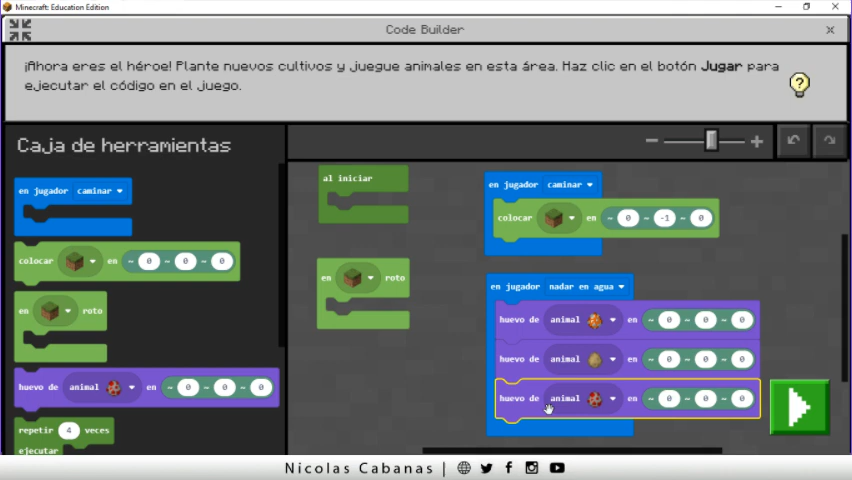 Minecraft: Education Edition
Code Builder
¡Ahora eres el héroe! Plante nuevos cultivos y juegue animales en esta área. Haz clic en el botón Jugar para
ejecutar el código en el juego.
Caja de herramientas
en jugador caminar
colocar en ~ 0 ~ 0 ~ 0
en roto
huevo de animal en ~ 0 ~ 0 ~ 0
repetir 4 veces
ejecutar
al iniciar
en roto
en jugador caminar
colocar en ~ 0 ~ -1 ~ 0
en jugador nadar en agua
huevo de animal en ~ 0 ~ 0 ~ 0
huevo de animal en ~ 0 ~ 0 ~ 0
huevo de animal en ~ 0 ~ 0 ~ 0
Nicolas Cabanas |